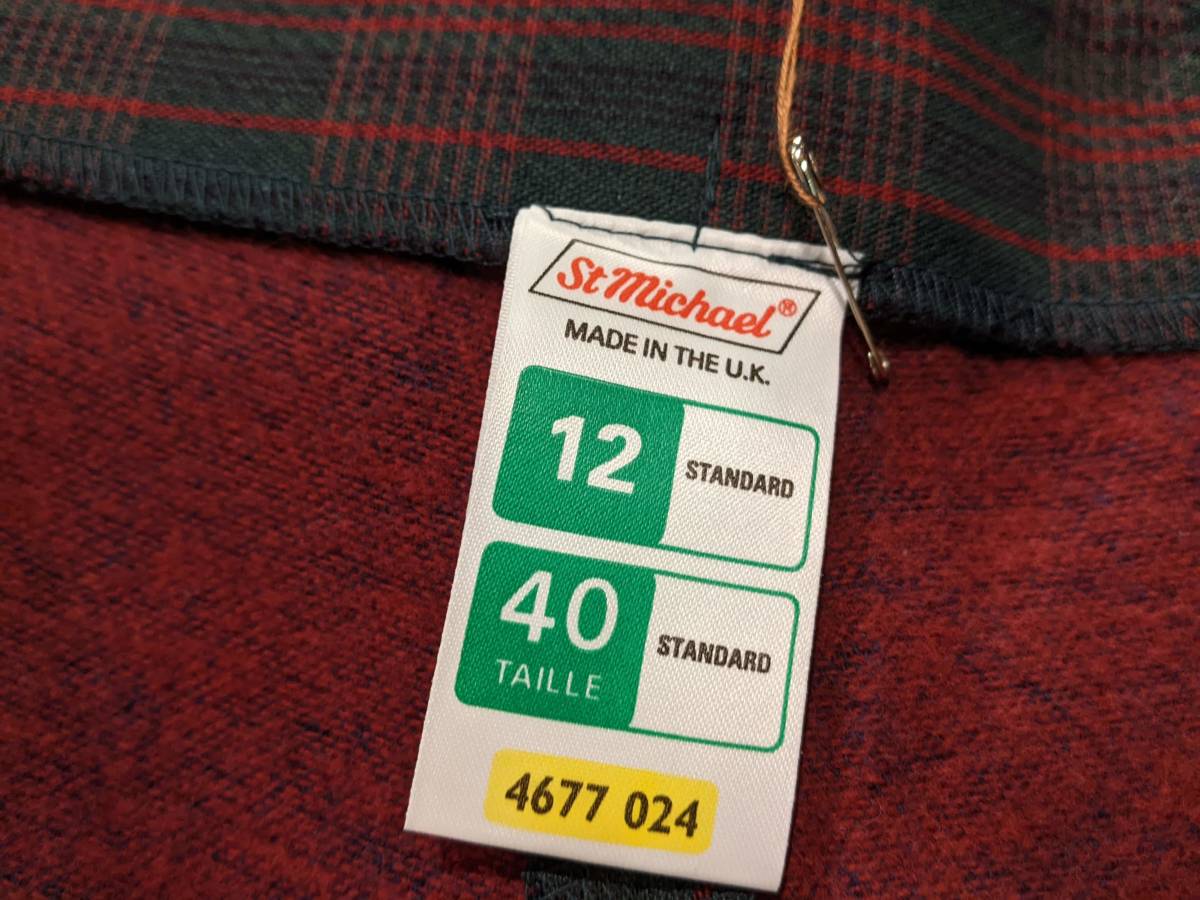 St Michael®
MADE IN THE U.K.
12 STANDARD
40 STANDARD
TAILLE
4677 024